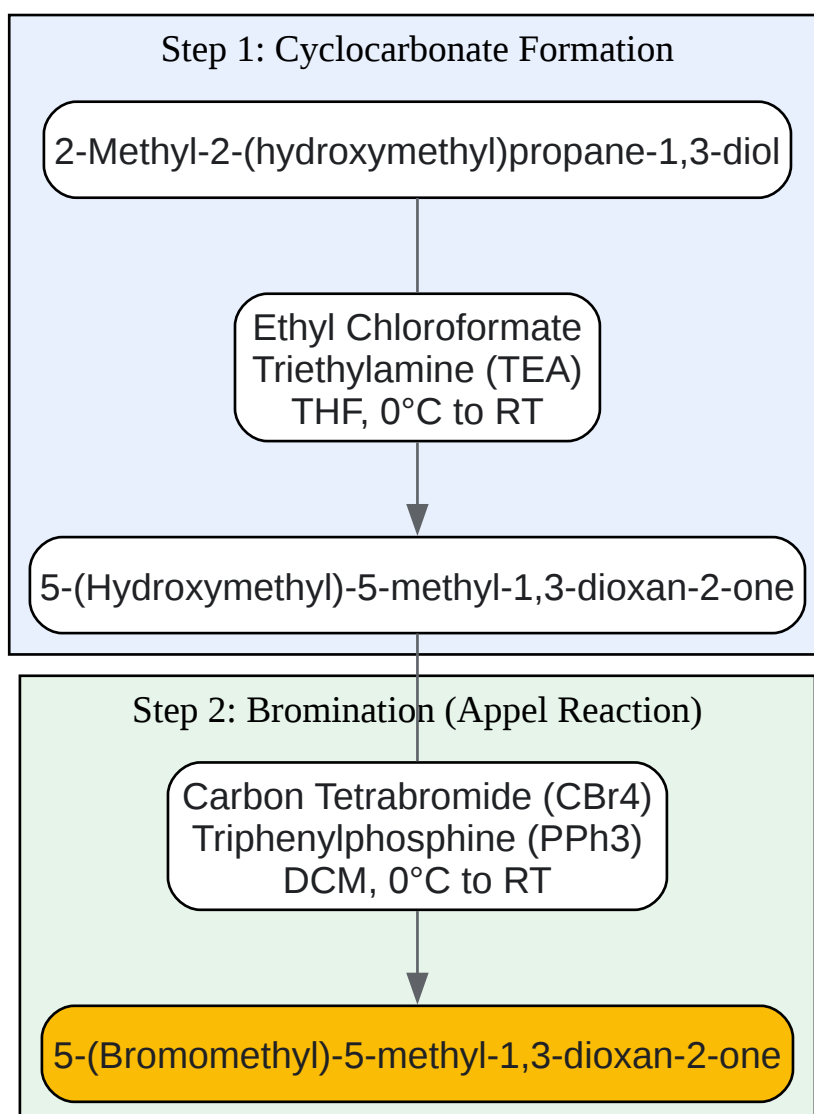 Step 1: Cyclocarbonate Formation
2-Methyl-2-(hydroxymethyl)propane-1,3-diol
Ethyl Chloroformate
Triethylamine (TEA)
THF, 0°C to RT
5-(Hydroxymethyl)-5-methyl-1,3-dioxan-2-one
Step 2: Bromination (Appel Reaction)
Carbon Tetrabromide (CBr4)
Triphenylphosphine (PPh3)
DCM, 0°C to RT
5-(Bromomethyl)-5-methyl-1,3-dioxan-2-one